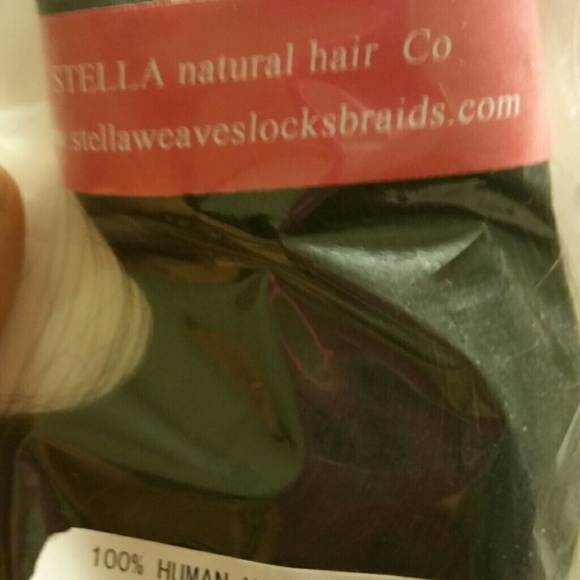 STELLA natural hair Co
.stellaweaveslocksbraids.com
100% HUMAN